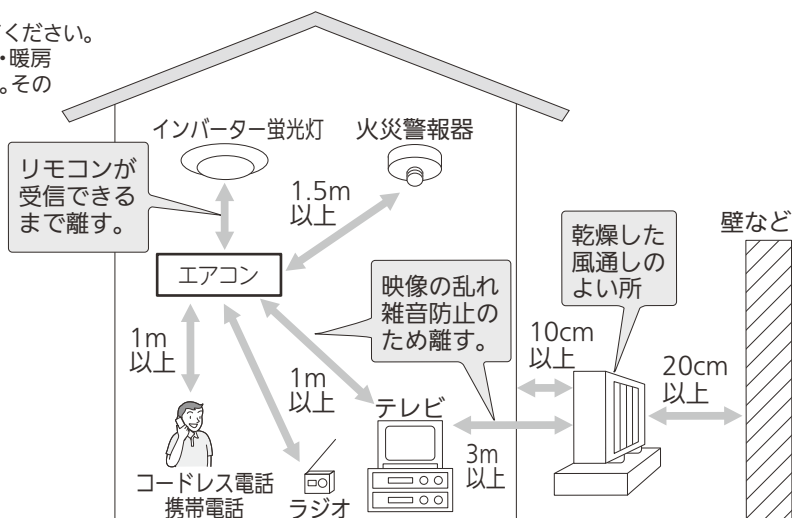 ください。
・暖房
。その
インバーター蛍光灯
火災警報器
リモコンが
受信できる
まで離す。
1.5m
以上
エアコン
映像の乱れ
雑音防止の
ため離す。
乾燥した
風通しの
よい所
壁など
1m
以上
1m
以上
10cm
以上
20cm
以上
テレビ
3m
以上
コードレス電話
携帯電話
ラジオ